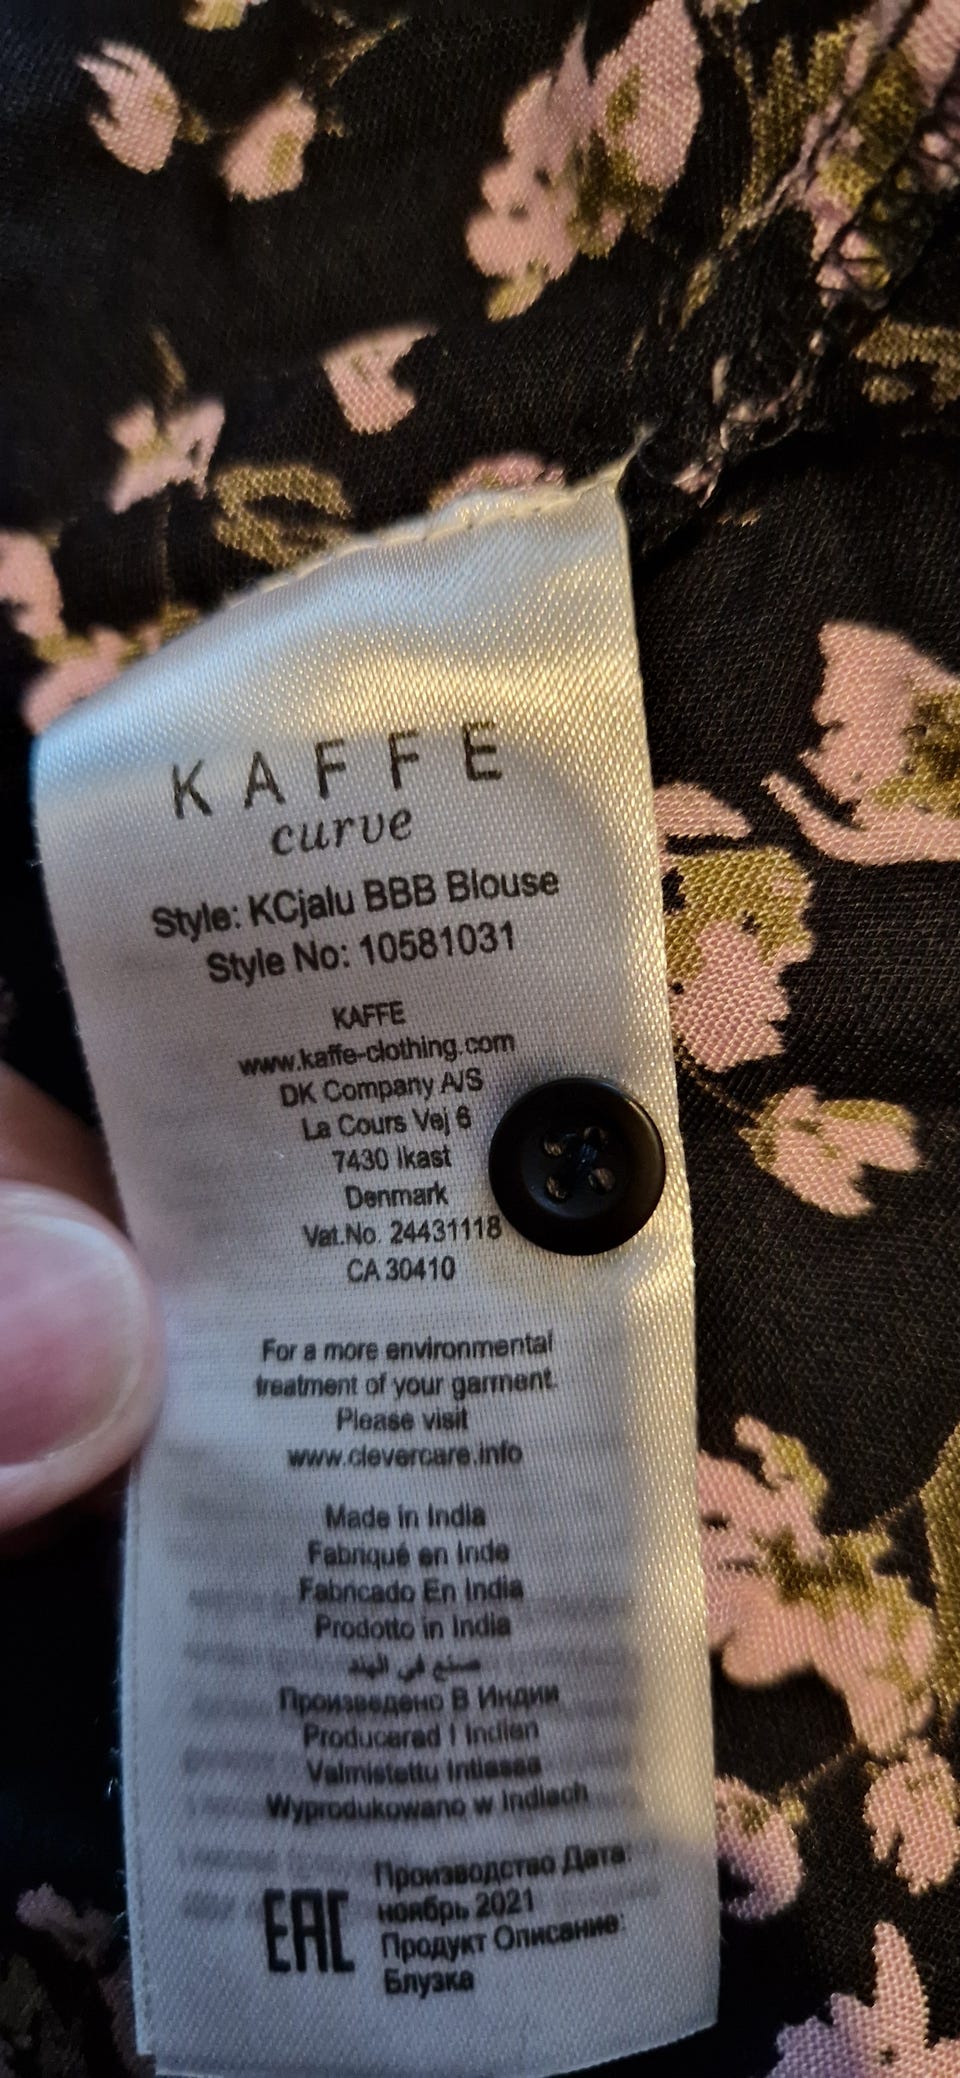 KAFFE
curve
Style: KCjalu BBB Blouse
Style No: 10581031
KAFFE
www.kaffe-clothing.com
DK Company A/S
La Cours Vej 6
7430 Ikast
Denmark
Vat.No. 24431118
CA 30410
For a more environmental
treatment of your garment.
Please visit
www.clevercare.info
Made in India
Fabriqué en Inde
Fabricado En India
Prodotto in India
صنع في الهند
Произведено В Индии
Producerad I Indien
Valmistettu Intiassa
Wyprodukowano w Indiach
EAC
Производство Дата:
ноябрь 2021
Продукт Описание:
Блузка